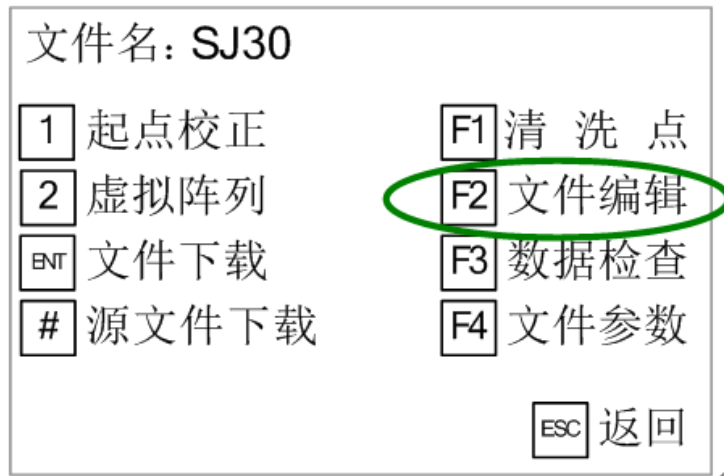 文件名: SJ30
1 起点校正 F1 清 洗 点
2 虚拟阵列 F2 文件编辑
ENT 文件下载 F3 数据检查
# 源文件下载 F4 文件参数
ESC 返回